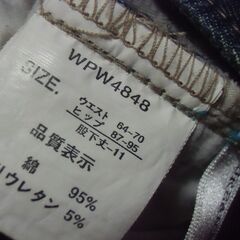 WPW4848
SIZE.
ウエスト 64-70
ヒップ 87-95
股下丈-11
品質表示
綿 95%
リウレタン 5%